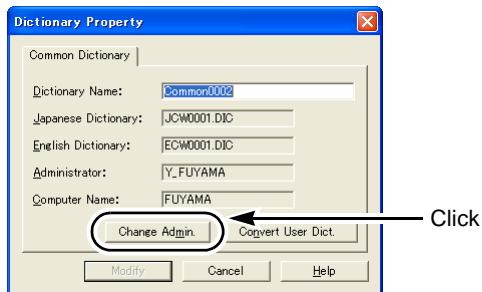 Dictionary Property
Common Dictionary
Dictionary Name: Common0002
Japanese Dictionary: JCW0001.DIC
English Dictionary: ECW0001.DIC
Administrator: Y_FUYAMA
Computer Name: FUYAMA
Change Admin. Convert User Dict. Click
Modify Cancel Help